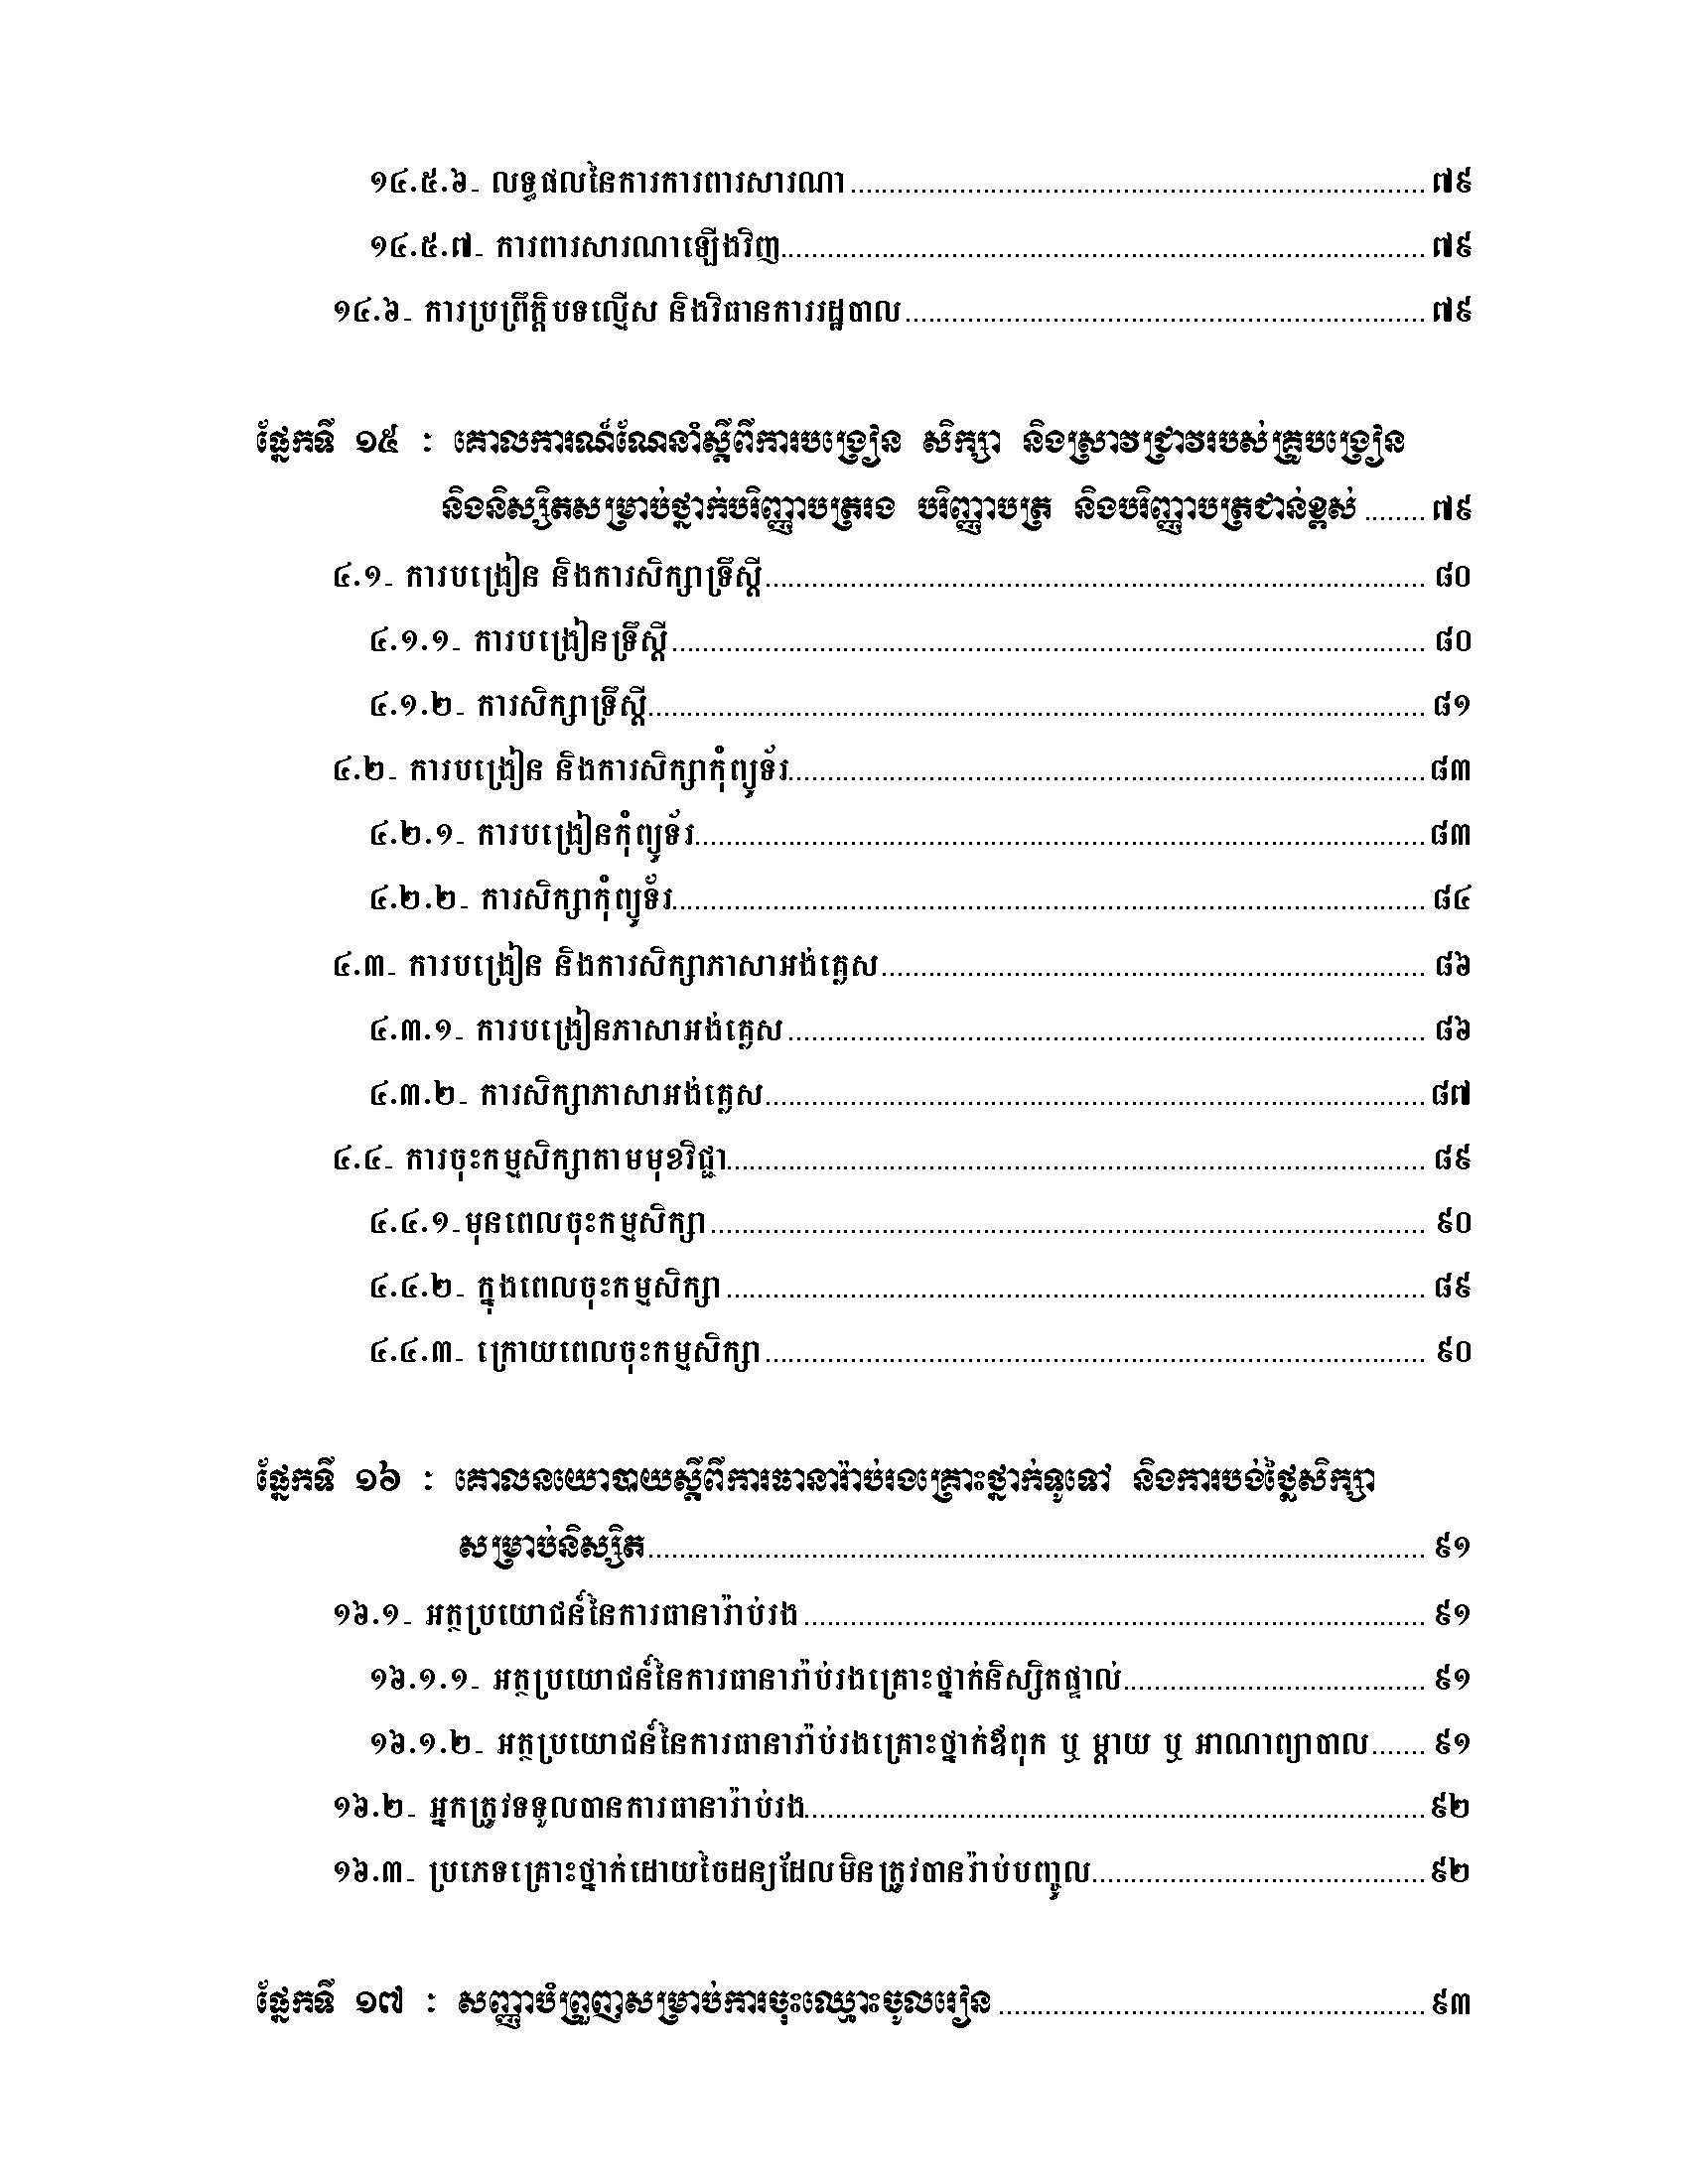 ១៤.៥.៦- លទ្ធផលនៃការការពារសារណា ........ ៧៩
១៤.៥.៧- ការពារសារណាឡើងវិញ ........ ៧៩
១៤.៦- ការប្រព្រឹត្តិបទល្មើស និងវិធានការរដ្ឋបាល ........ ៧៩
ផ្នែកទី ១៥ : គោលការណ៍ណែនាំស្តីពីការបង្រៀន សិក្សា និងស្រាវជ្រាវរបស់គ្រូបង្រៀន
និងនិស្សិតសម្រាប់ថ្នាក់បរិញ្ញាបត្ររង បរិញ្ញាបត្រ និងបរិញ្ញាបត្រជាន់ខ្ពស់ ........ ៧៩
៤.១- ការបង្រៀន និងការសិក្សាទ្រឹស្តី ........ ៨០
៤.១.១- ការបង្រៀនទ្រឹស្តី ........ ៨០
៤.១.២- ការសិក្សាទ្រឹស្តី ........ ៨១
៤.២- ការបង្រៀន និងការសិក្សាកុំព្យូទ័រ ........ ៨៣
៤.២.១- ការបង្រៀនកុំព្យូទ័រ ........ ៨៣
៤.២.២- ការសិក្សាកុំព្យូទ័រ ........ ៨៤
៤.៣- ការបង្រៀន និងការសិក្សាភាសាអង់គ្លេស ........ ៨៦
៤.៣.១- ការបង្រៀនភាសាអង់គ្លេស ........ ៨៦
៤.៣.២- ការសិក្សាភាសាអង់គ្លេស ........ ៨៧
៤.៤- ការចុះកម្មសិក្សាតាមមុខវិជ្ជា ........ ៨៩
៤.៤.១-មុនពេលចុះកម្មសិក្សា ........ ៩០
៤.៤.២- ក្នុងពេលចុះកម្មសិក្សា ........ ៨៩
៤.៤.៣- ក្រោយពេលចុះកម្មសិក្សា ........ ៩០
ផ្នែកទី ១៦ : គោលនយោបាយស្តីពីការធានារ៉ាប់រងគ្រោះថ្នាក់ទូទៅ និងការបង់ថ្លៃសិក្សា
សម្រាប់និស្សិត ........ ៩១
១៦.១- អត្ថប្រយោជន៍នៃការធានារ៉ាប់រង ........ ៩១
១៦.១.១- អត្ថប្រយោជន៍នៃការធានារ៉ាប់រងគ្រោះថ្នាក់និស្សិតផ្ទាល់ ........ ៩១
១៦.១.២- អត្ថប្រយោជន៍នៃការធានារ៉ាប់រងគ្រោះថ្នាក់ឪពុក ឬ ម្តាយ ឬ អាណាព្យាបាល ........ ៩១
១៦.២- អ្នកត្រូវទទួលបានការធានារ៉ាប់រង ........ ៩២
១៦.៣- ប្រភេទគ្រោះថ្នាក់ដោយចៃដន្យដែលមិនត្រូវបានរ៉ាប់បញ្ចូល ........ ៩២
ផ្នែកទី ១៧ : សញ្ញាបំព្រួញសម្រាប់ការចុះឈ្មោះចូលរៀន ........ ៩៣